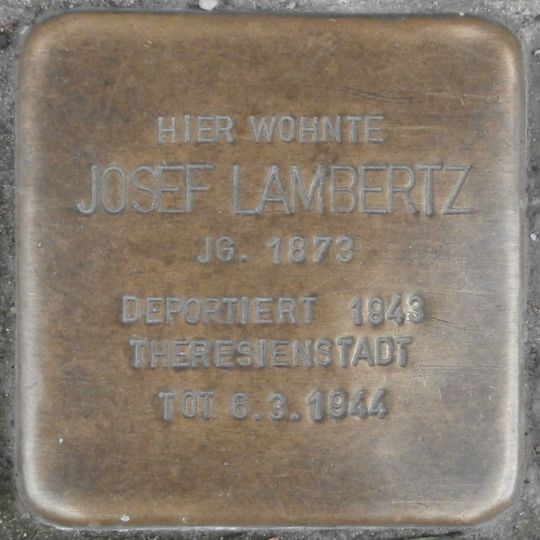 HIER WOHNTE
JOSEF LAMBERTZ
JG. 1873
DEPORTIERT 1943
THERESIENSTADT
TOT 6.3.1944